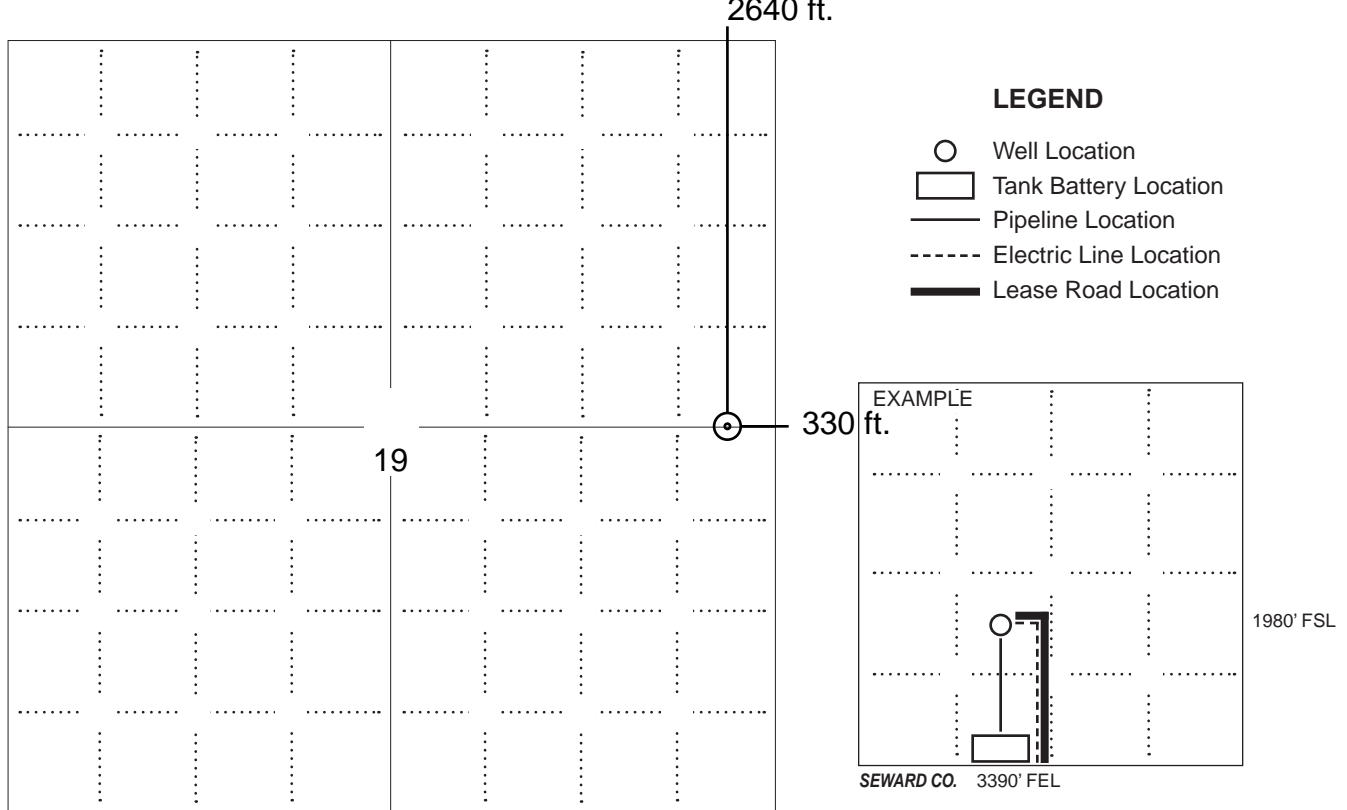 2640 ft.
LEGEND
Well Location
Tank Battery Location
Pipeline Location
Electric Line Location
Lease Road Location
EXAMPLE
330 ft.
19
1980’ FSL
SEWARD CO. 3390’ FEL